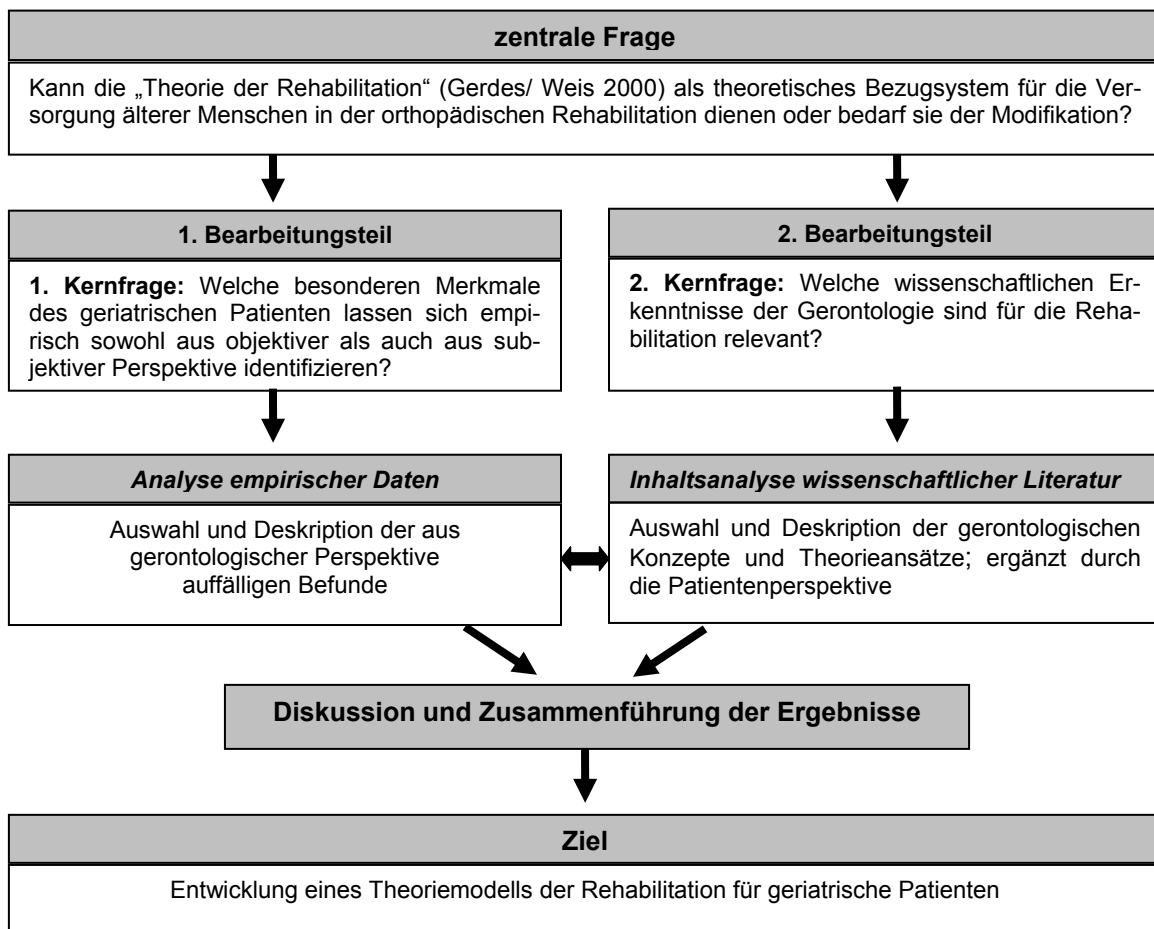 zentrale Frage
Kann die „Theorie der Rehabilitation“ (Gerdes/ Weis 2000) als theoretisches Bezugsystem für die Ver-
sorgung älterer Menschen in der orthopädischen Rehabilitation dienen oder bedarf sie der Modifikation?
1. Bearbeitungsteil
1. Kernfrage: Welche besonderen Merkmale
des geriatrischen Patienten lassen sich empi-
risch sowohl aus objektiver als auch aus sub-
jektiver Perspektive identifizieren?
2. Bearbeitungsteil
2. Kernfrage: Welche wissenschaftlichen Er-
kenntnisse der Gerontologie sind für die Reha-
bilitation relevant?
Analyse empirischer Daten
Auswahl und Deskription der aus
gerontologischer Perspektive
auffälligen Befunde
Inhaltsanalyse wissenschaftlicher Literatur
Auswahl und Deskription der gerontologischen
Konzepte und Theorieansätze; ergänzt durch
die Patientenperspektive
Diskussion und Zusammenführung der Ergebnisse
Ziel
Entwicklung eines Theoriemodells der Rehabilitation für geriatrische Patienten